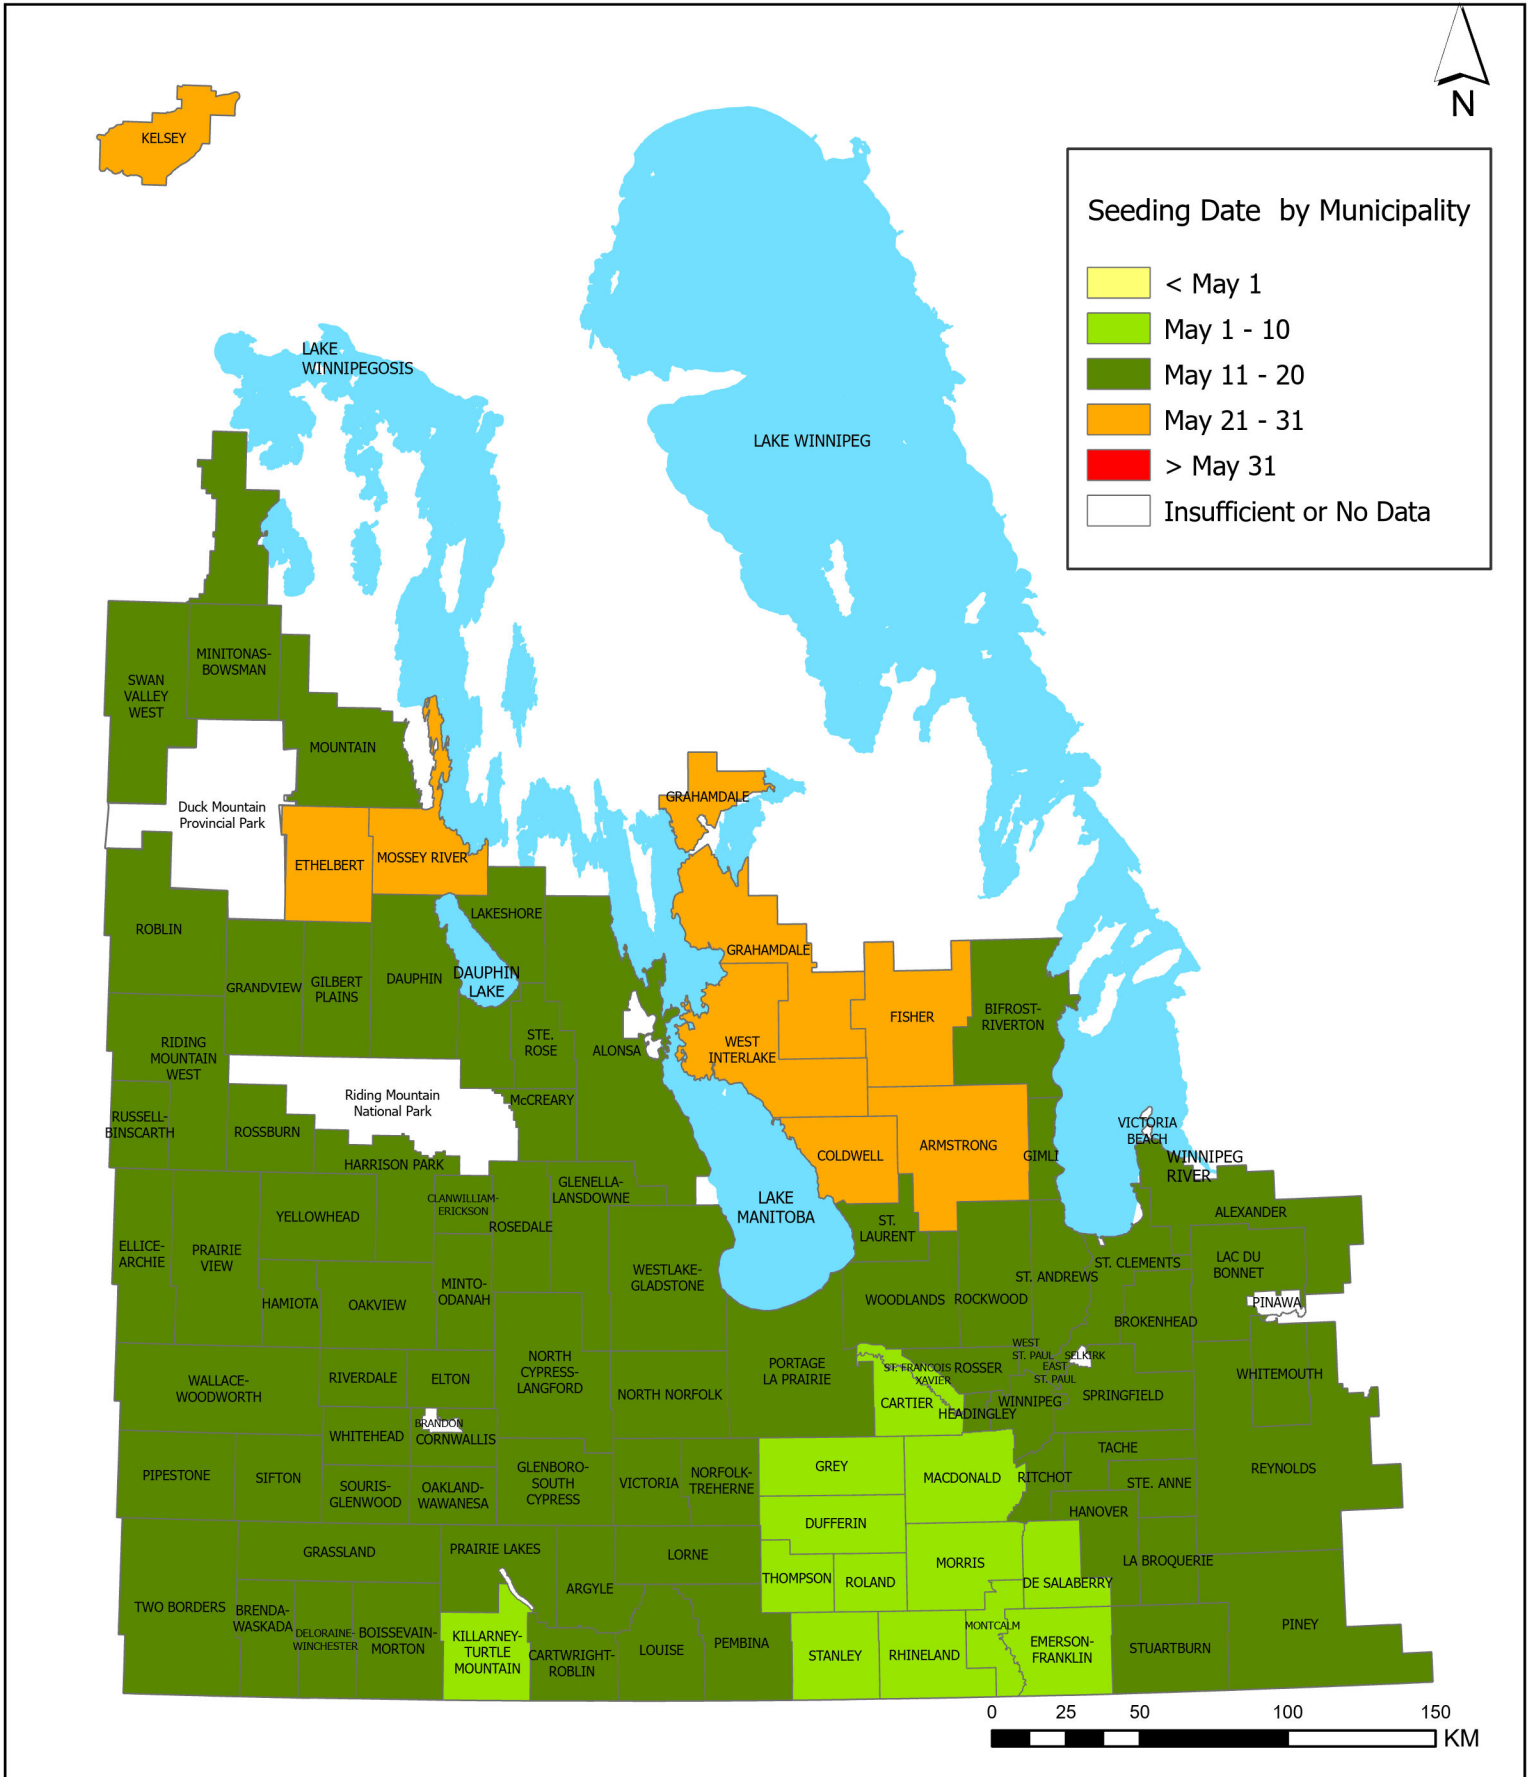 N
KELSEY
Seeding Date by Municipality
< May 1
May 1 - 10
May 11 - 20
May 21 - 31
> May 31
Insufficient or No Data
LAKE
WINNIPEGOSIS
LAKE WINNIPEG
MINITONAS-
BOWSMAN
SWAN
VALLEY
WEST
MOUNTAIN
Duck Mountain
Provincial Park
GRAHAMDALE
ETHELBERT
MOSSEY RIVER
ROBLIN
LAKESHORE
GRANDVIEW
GILBERT
PLAINS
DAUPHIN
DAUPHIN
LAKE
GRAHAMDALE
FISHER
BIFROST-
RIVERTON
RIDING
MOUNTAIN
WEST
STE.
ROSE
ALONSA
WEST
INTERLAKE
RUSSELL-
BINSCARTH
ROSSBURN
Riding Mountain
National Park
McCREARY
HARRISON PARK
COLDWELL
ARMSTRONG
GIMLI
VICTORIA
BEACH
WINNIPEG
RIVER
CLANWILLIAM-
ERICKSON
ROSEDALE
GLENELLA-
LANSDOWNE
LAKE
MANITOBA
ST.
LAURENT
ALEXANDER
ELLICE-
ARCHIE
PRAIRIE
VIEW
YELLOWHEAD
HAMIOTA
OAKVIEW
MINTO-
ODANAH
WESTLAKE-
GLADSTONE
WOODLANDS
ROCKWOOD
ST. ANDREWS
ST. CLEMENTS
LAC DU
BONNET
PINAWA
BROKENHEAD
WALLACE-
WOODWORTH
RIVERDALE
ELTON
NORTH
CYPRESS-
LANGFORD
NORTH NORFOLK
PORTAGE
LA PRAIRIE
ST. FRANCOIS
XAVIER
ROSSER
WEST
ST. PAUL
EAST
ST. PAUL
SELKIRK
WHITEMOUTH
CARTIER
HEADINGLEY
WINNIPEG
SPRINGFIELD
WHITEHEAD
BRANDON
CORNWALLIS
PIPESTONE
SIFTON
SOURIS-
GLENWOOD
OAKLAND-
WAWANESA
GLENBORO-
SOUTH
CYPRESS
VICTORIA
NORFOLK-
TREHERNE
GREY
MACDONALD
RITCHOT
TACHE
STE. ANNE
REYNOLDS
HANOVER
DUFFERIN
GRASSLAND
PRAIRIE LAKES
LORNE
THOMPSON
ROLAND
MORRIS
DE SALABERRY
LA BROQUERIE
ARGYLE
TWO BORDERS
BRENDA-
WASKADA
DELORAINE-
WINCHESTER
BOISSEVAIN-
MORTON
KILLARNEY-
TURTLE
MOUNTAIN
CARTWRIGHT-
ROBLIN
LOUISE
PEMBINA
STANLEY
RHINELAND
MONTCALM
EMERSON-
FRANKLIN
STUARTBURN
PINEY
0 25 50 100 150
KM